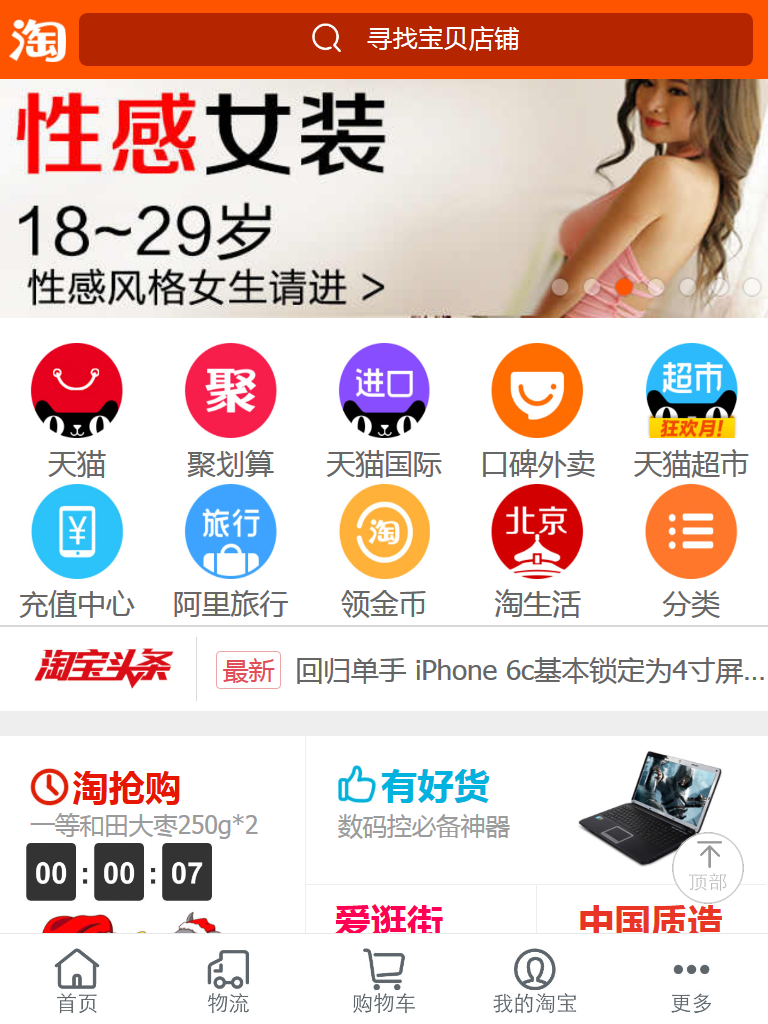 淘
寻找宝贝店铺
性感女装
18~29岁
性感风格女生请进 >
聚
进口
超市
狂欢月!
天猫
聚划算
天猫国际
口碑外卖
天猫超市
¥
旅行
淘
北京
充值中心
阿里旅行
领金币
淘生活
分类
淘宝头条
最新
回归单手 iPhone 6c基本锁定为4寸屏...
淘抢购
一等和田大枣250g*2
00:00:07
有好货
数码控必备神器
顶部
爱逛街
中国质造
首页
物流
购物车
我的淘宝
更多